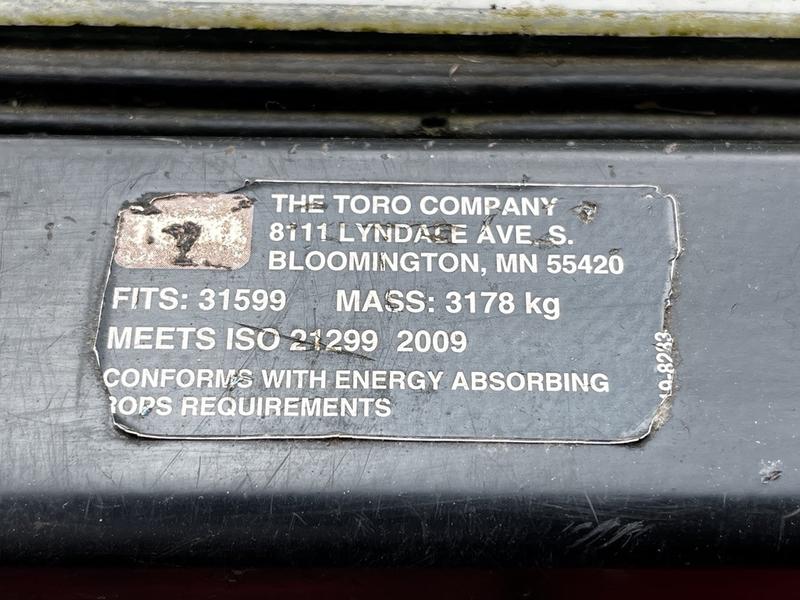 THE TORO COMPANY
8111 LYNDALE AVE. S.
BLOOMINGTON, MN 55420
FITS: 31599 MASS: 3178 kg
MEETS ISO 21299 2009
CONFORMS WITH ENERGY ABSORBING
ROPS REQUIREMENTS